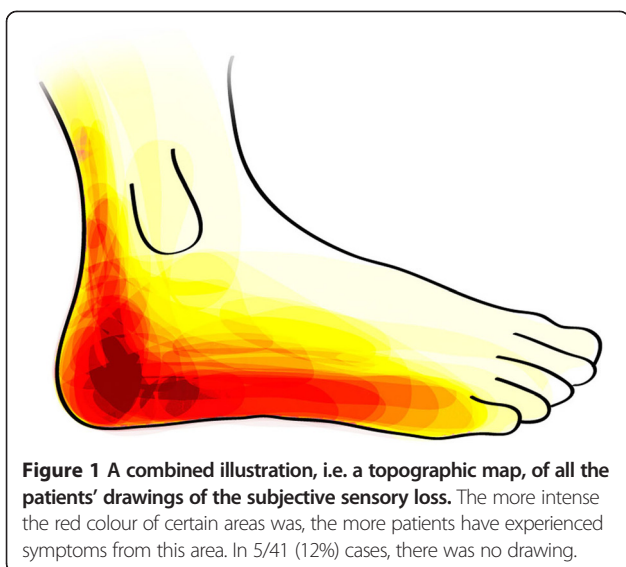 Figure 1 A combined illustration, i.e. a topographic map, of all the
patients’ drawings of the subjective sensory loss. The more intense
the red colour of certain areas was, the more patients have experienced
symptoms from this area. In 5/41 (12%) cases, there was no drawing.